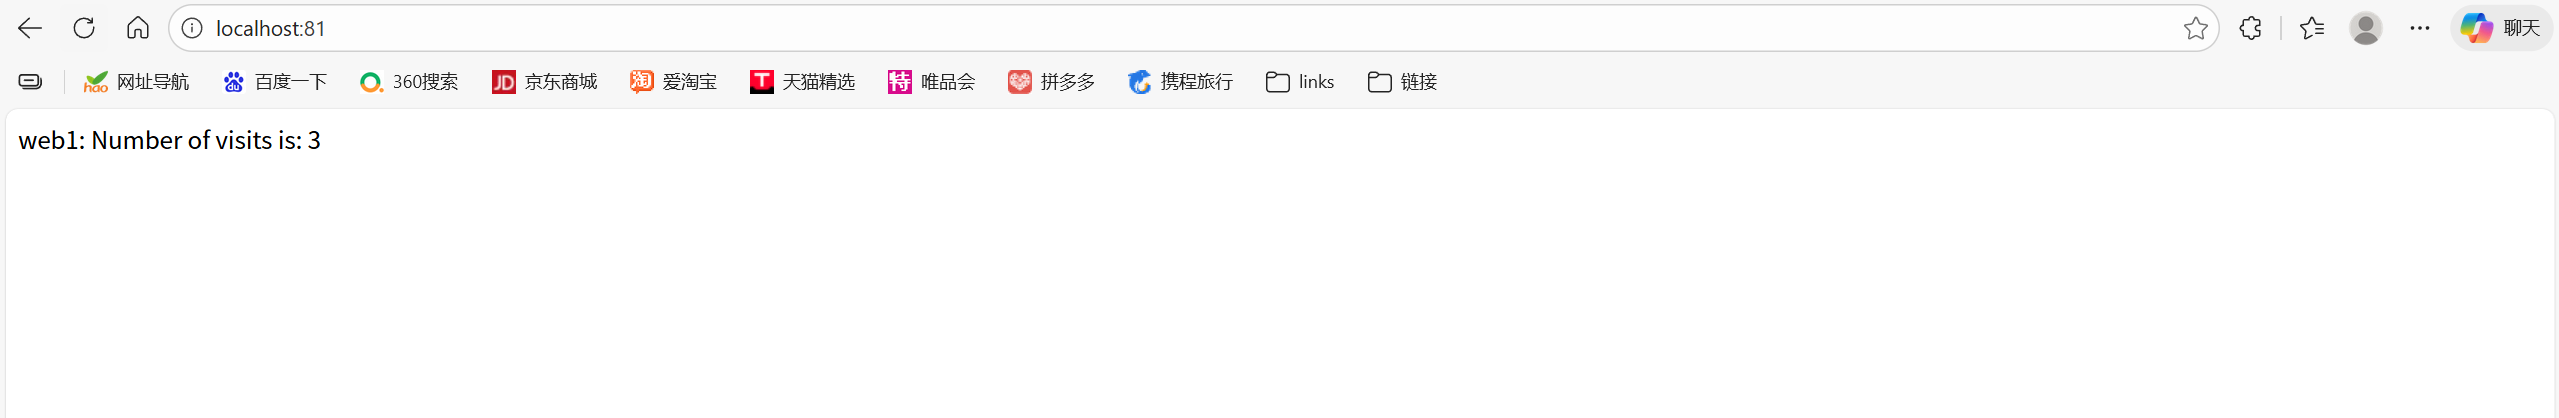 localhost:81
聊天
网址导航 百度一下 360搜索 京东商城 爱淘宝 天猫精选 唯品会 拼多多 携程旅行 links 链接
web1: Number of visits is: 3